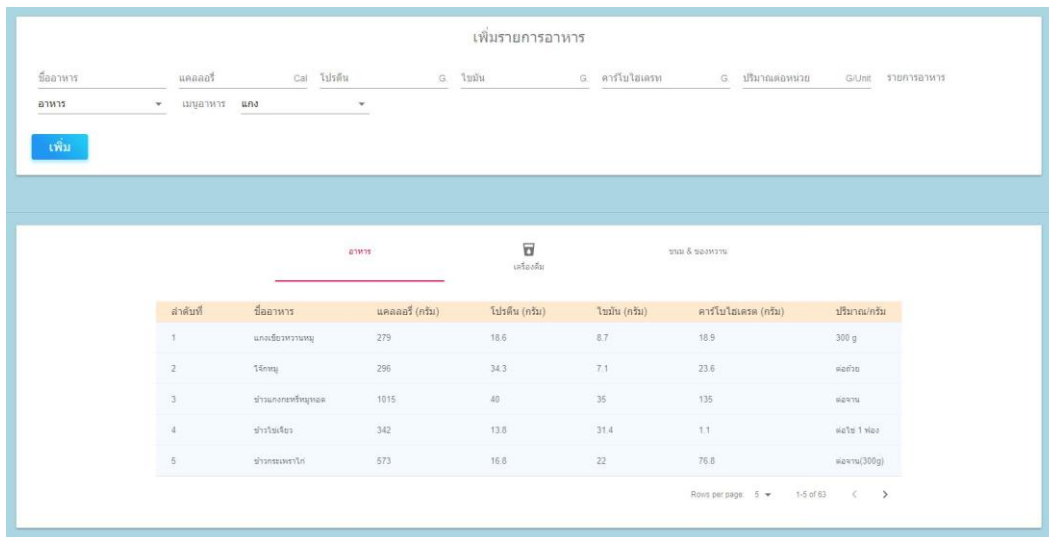 เพิ่มรายการอาหาร
ชื่ออาหาร แคลลอรี่ Cal โปรตีน G. ไขมัน G. คาร์โบไฮเดรท G. ปริมาณต่อหน่วย G/Unit รายการอาหาร
อาหาร เมนูอาหาร แกง
เพิ่ม
อาหาร เครื่องดื่ม ขนม & ของหวาน
ลำดับที่ ชื่ออาหาร แคลลอรี่ (กรัม) โปรตีน (กรัม) ไขมัน (กรัม) คาร์โบไฮเดรต (กรัม) ปริมาณ/กรัม
1 แกงเขียวหวานหมู 279 18.6 8.7 18.9 300 g
2 โจ๊กหมู 296 34.3 7.1 23.6 ต่อถ้วย
3 ข้าวแกงกะหรี่หมูทอด 1015 40 35 135 ต่อจาน
4 ข้าวไข่เจียว 342 13.8 31.4 1.1 ต่อไข่ 1 ฟอง
5 ข้าวกระเพราไก่ 573 16.8 22 76.8 ต่อจาน(300g)
Rows per page: 5 1-5 of 63